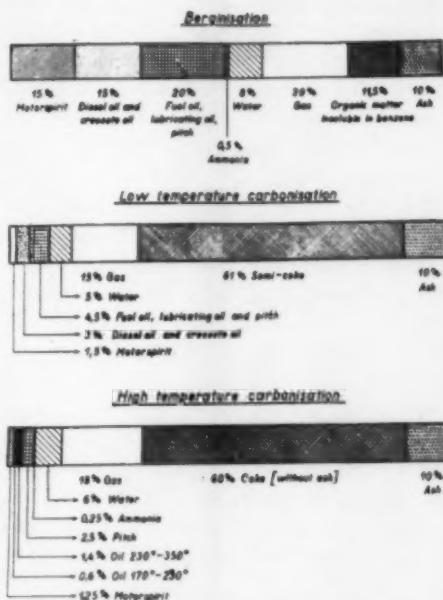 Berginisation
15% 15% 20% 8% 20% 11,5% 10%
Motorspirit Diesel oil and Fuel oil, Water Gas Organic matter Ash
creosote oil lubricating oil, insoluble in benzene
pitch
0,5%
Ammonia
Low temperature carbonisation
15% Gas 61% Semi-coke 10%
Ash
5% Water
4,5% Fuel oil, lubricating oil and pitch
3% Diesel oil and creosote oil
1,5% Motorspirit
High temperature carbonisation
18% Gas 60% Coke [without ash] 10%
Ash
6% Water
0,25% Ammonia
2,5% Pitch
1,4% Oil 230°-350°
0,6% Oil 170°-230°
1,25% Motorspirit